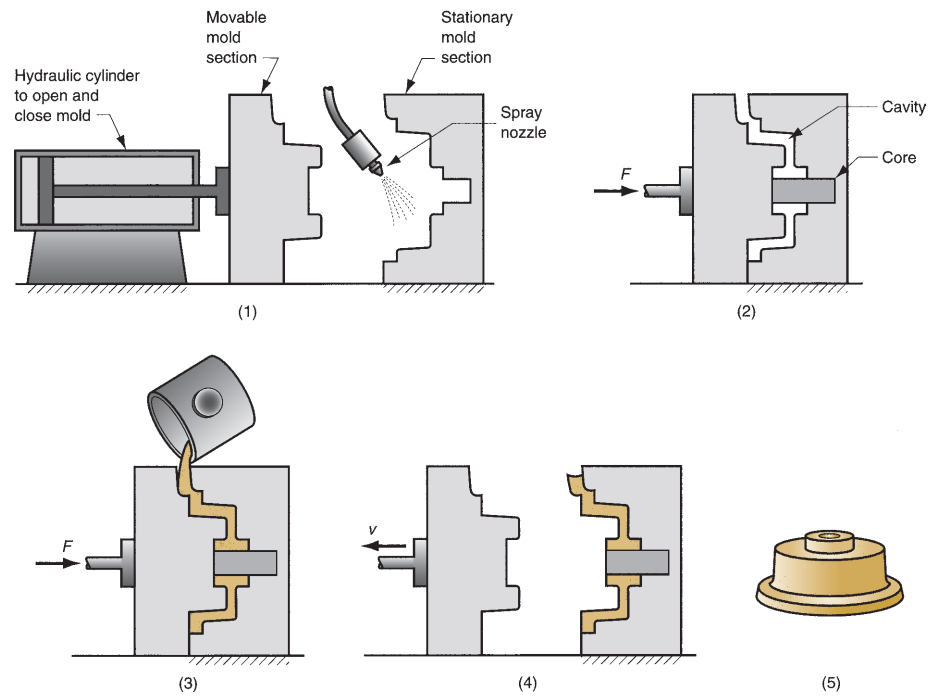 Movable
mold
section
Stationary
mold
section
Hydraulic cylinder
to open and
close mold
Spray
nozzle
(1)
Cavity
Core
F
(2)
F
(3)
v
(4)
(5)